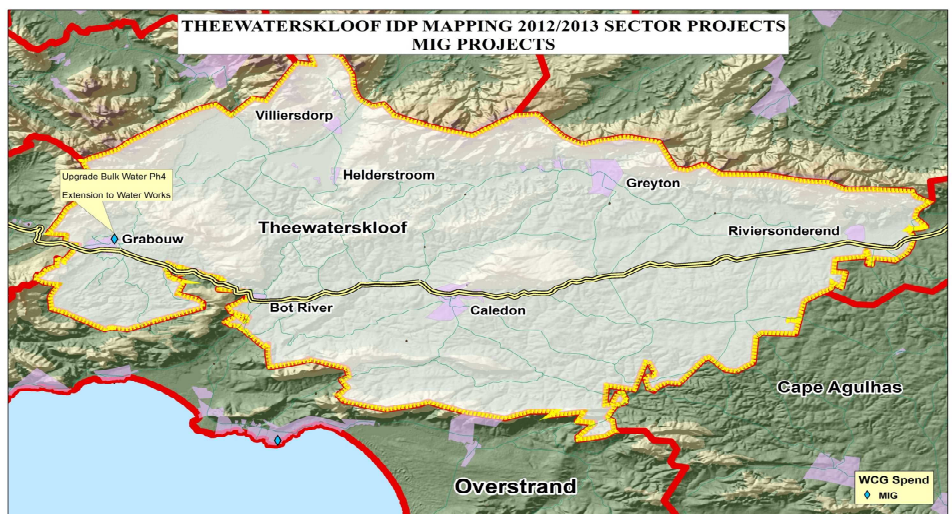 THEEWATERSKLOOF IDP MAPPING 2012/2013 SECTOR PROJECTS
MIG PROJECTS
Villiersdorp
Upgrade Bulk Water Ph4
Extension to Water Works
Helderstroom
Greyton
Grabouw
Theewaterskloof
Riviersonderend
Bot River
Caledon
Cape Agulhas
Overstrand
WCG Spend
MIG